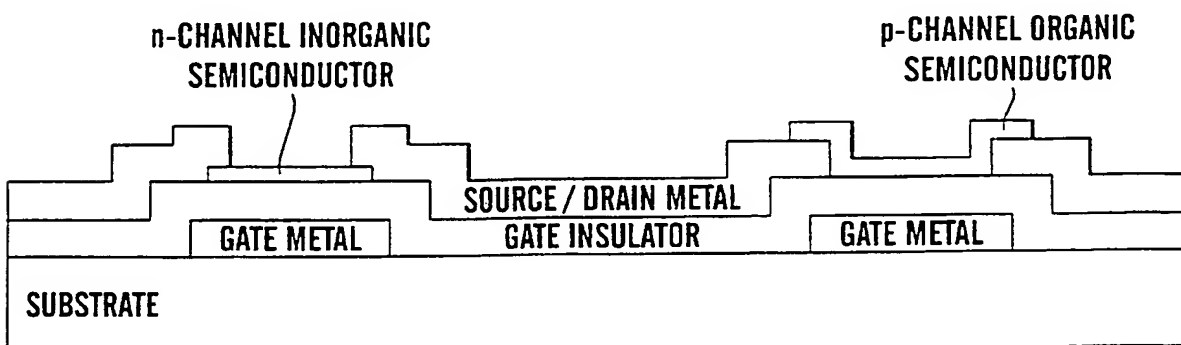 n-CHANNEL INORGANIC
SEMICONDUCTOR
p-CHANNEL ORGANIC
SEMICONDUCTOR
SOURCE / DRAIN METAL
GATE METAL
GATE INSULATOR
GATE METAL
SUBSTRATE